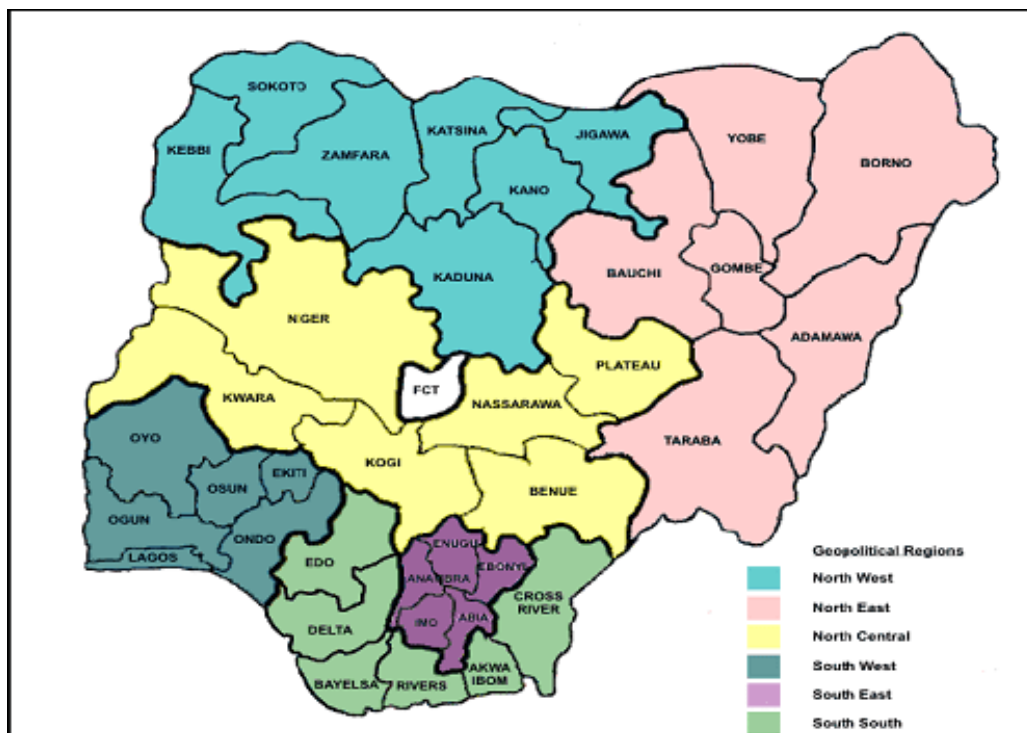 SOKOTO
KEBBI
ZAMFARA
KATSINA
KANO
JIGAWA
YOBE
BORNO
KADUNA
BAUCHI
GOMBE
ADAMAWA
NIGER
FCT
PLATEAU
NASSARAWA
KWARA
KOGI
BENUE
TARABA
OYO
OSUN
EKITI
OGUN
ONDO
LAGOS
EDO
DELTA
BAYELSA
RIVERS
ENUGU
EBONYI
ANAMBRA
IMO
ABIA
CROSS
RIVER
AKWA
IBOM
Geopolitical Regions
North West
North East
North Central
South West
South East
South South